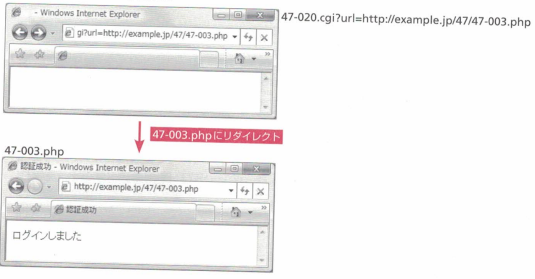 - Windows Internet Explorer
47-020.cgi?url=http://example.jp/47/47-003.php
gi?url=http://example.jp/47/47-003.php
47-003.phpにリダイレクト
47-003.php
認証成功 - Windows Internet Explorer
http://example.jp/47/47-003.php
認証成功
ログインしました